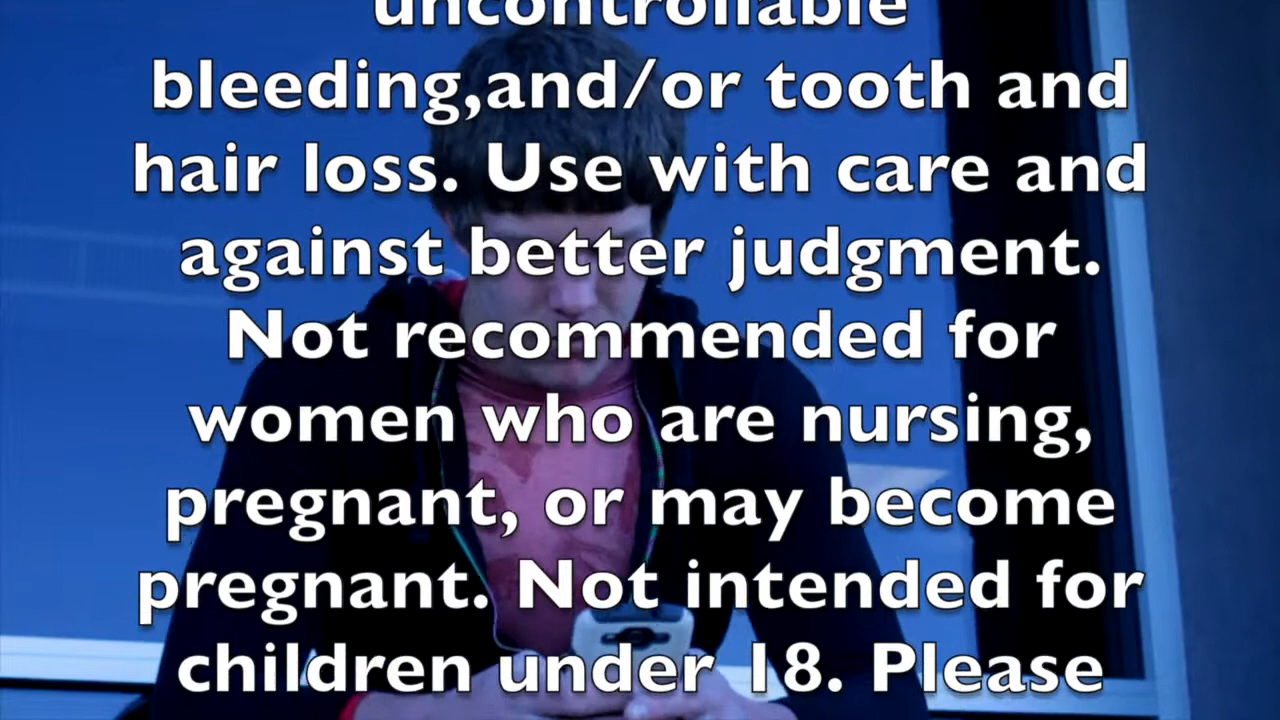 uncontrollable
bleeding,and/or tooth and
hair loss. Use with care and
against better judgment.
Not recommended for
women who are nursing,
pregnant, or may become
pregnant. Not intended for
children under 18. Please